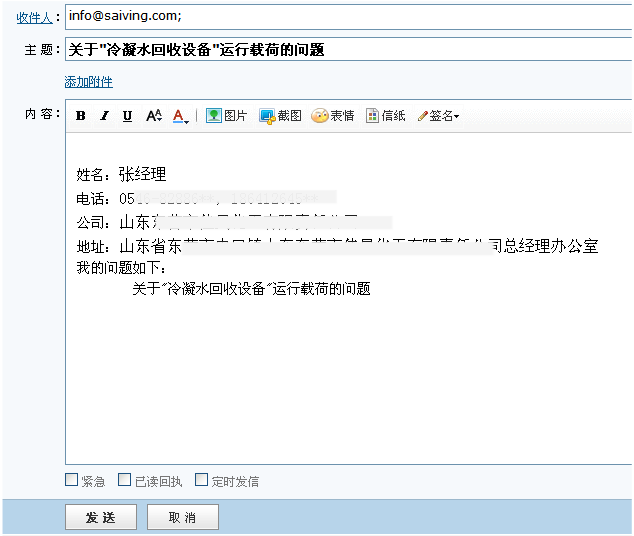 收件人： info@saiving.com;
主 题： 关于"冷凝水回收设备"运行载荷的问题
添加附件
内 容： B I U AA A 图片 截图 表情 信纸 签名
姓名：张经理
电话：05
公司：山东
地址：山东省东 司总经理办公室
我的问题如下：
关于"冷凝水回收设备"运行载荷的问题
紧急 已读回执 定时发信
发 送 取 消